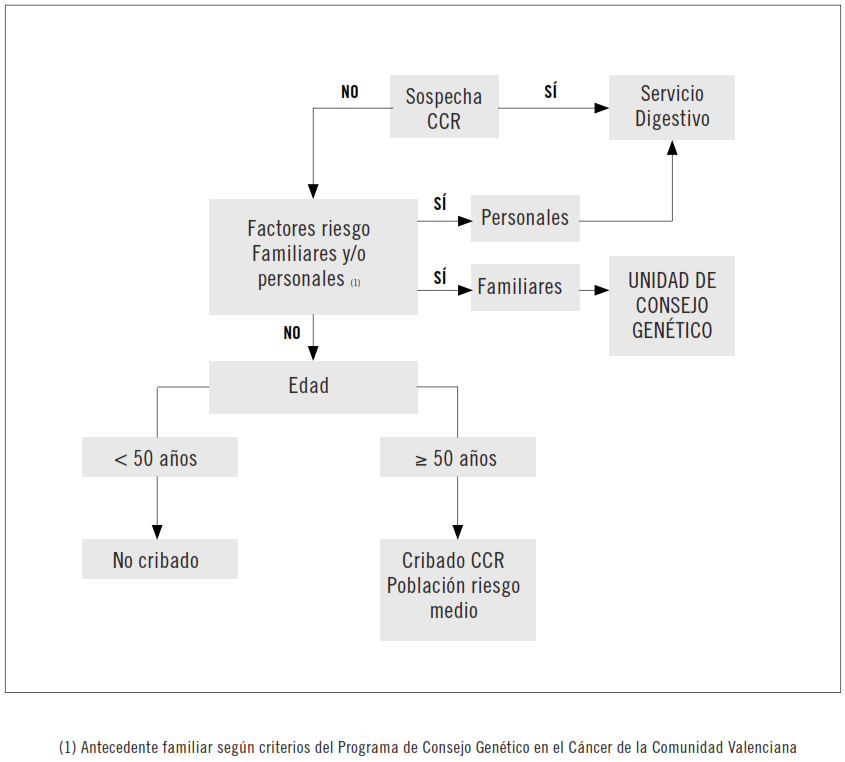 NO
Sospecha
CCR
SÍ
Servicio
Digestivo
Factores riesgo
Familiares y/o
personales (1)
SÍ
Personales
SÍ
Familiares
UNIDAD DE
CONSEJO
GENÉTICO
NO
Edad
< 50 años
≥ 50 años
No cribado
Cribado CCR
Población riesgo
medio
(1) Antecedente familiar según criterios del Programa de Consejo Genético en el Cáncer de la Comunidad Valenciana